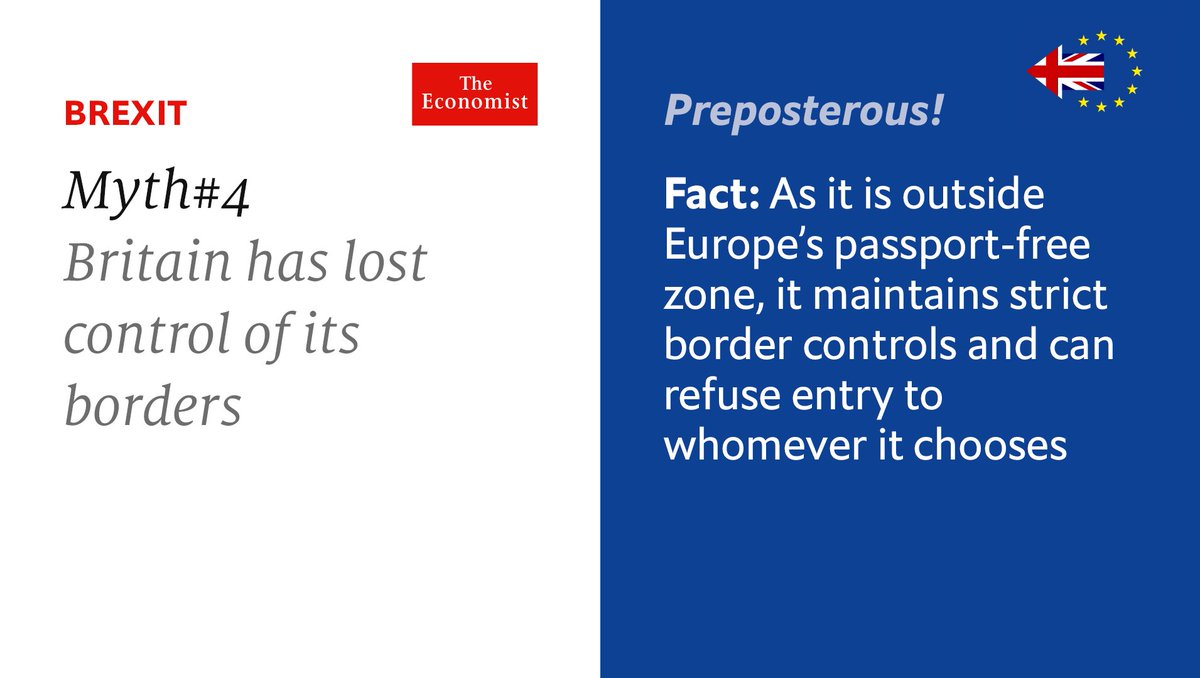 BREXIT
The
Economist
Myth#4
Britain has lost
control of its
borders
Preposterous!
Fact: As it is outside
Europe’s passport-free
zone, it maintains strict
border controls and can
refuse entry to
whomever it chooses